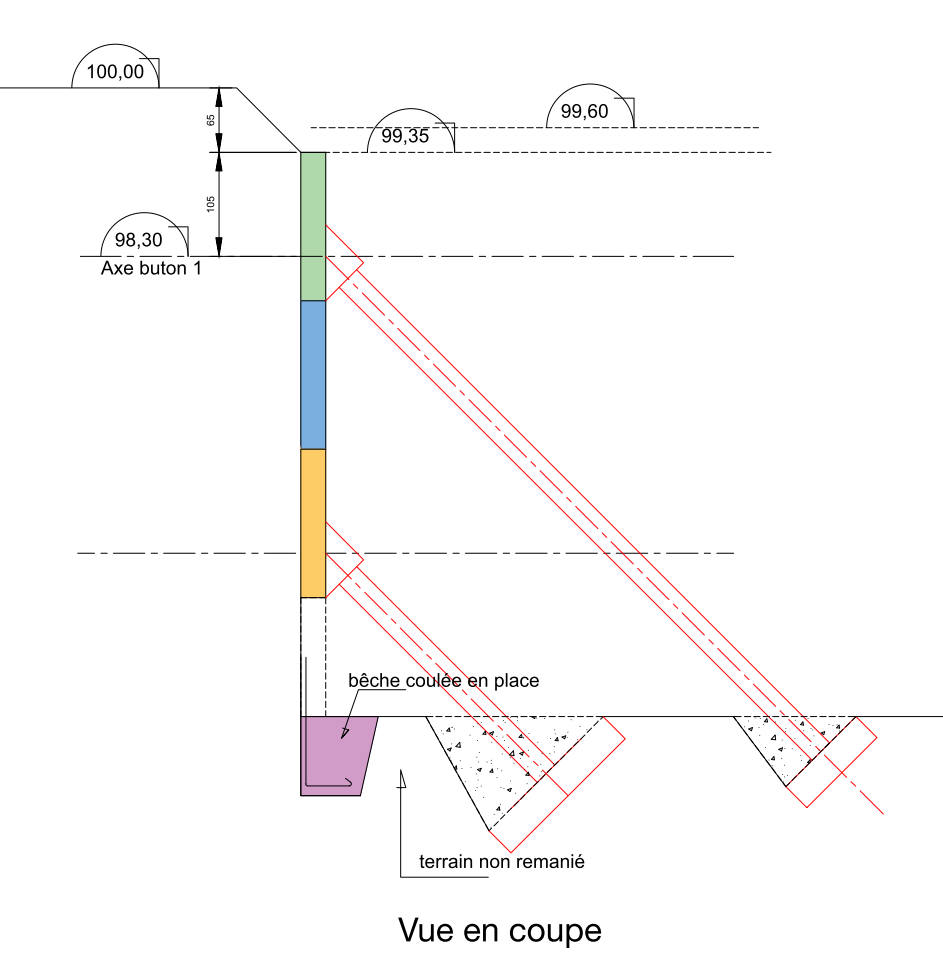 100,00
99,60
65
99,35
105
98,30
Axe buton 1
bêche coulée en place
terrain non remanié
Vue en coupe